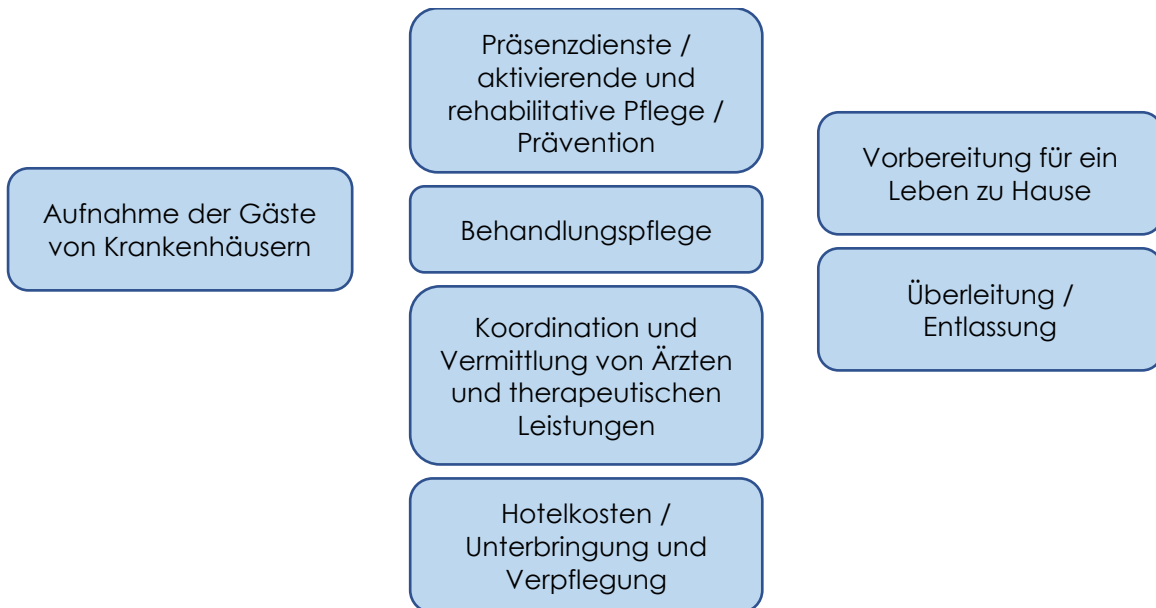 Aufnahme der Gäste
von Krankenhäusern
Präsenzdienste /
aktivierende und
rehabilitative Pflege /
Prävention
Behandlungspflege
Koordination und
Vermittlung von Ärzten
und therapeutischen
Leistungen
Hotelkosten /
Unterbringung und
Verpflegung
Vorbereitung für ein
Leben zu Hause
Überleitung /
Entlassung